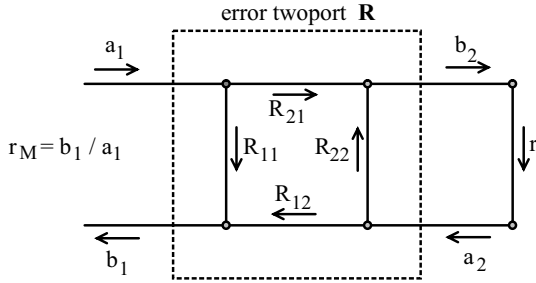 error twoport R
a1
b2
R21
rM = b1 / a1
R11
R22
r
R12
b1
a2